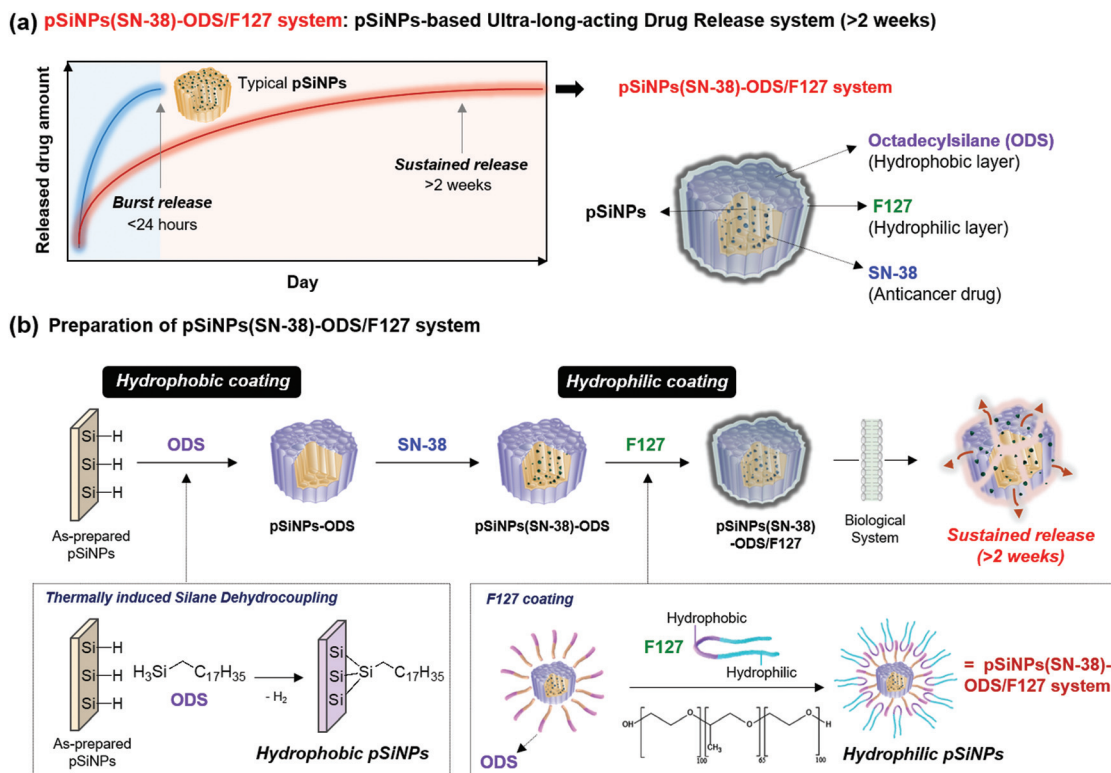 (a) pSiNPs(SN-38)-ODS/F127 system: pSiNPs-based Ultra-long-acting Drug Release system (>2 weeks)
Released drug amount
Typical pSiNPs
Burst release
<24 hours
Sustained release
>2 weeks
Day
pSiNPs(SN-38)-ODS/F127 system
Octadecylsilane (ODS)
(Hydrophobic layer)
pSiNPs
F127
(Hydrophilic layer)
SN-38
(Anticancer drug)
(b) Preparation of pSiNPs(SN-38)-ODS/F127 system
Hydrophobic coating
Hydrophilic coating
Si-H
Si-H
Si-H
As-prepared
pSiNPs
ODS
pSiNPs-ODS
SN-38
pSiNPs(SN-38)-ODS
F127
pSiNPs(SN-38)
-ODS/F127
Biological
System
Sustained release
(>2 weeks)
Thermally induced Silane Dehydrocoupling
Si-H
Si-H
Si-H
As-prepared
pSiNPs
H3Si C17H35
ODS
- H2
Si
Si
Si
Si C17H35
Hydrophobic pSiNPs
F127 coating
ODS
Hydrophobic
F127
Hydrophilic
OH O O O H
CH3
100 65 100
Hydrophilic pSiNPs
= pSiNPs(SN-38)-
ODS/F127 system